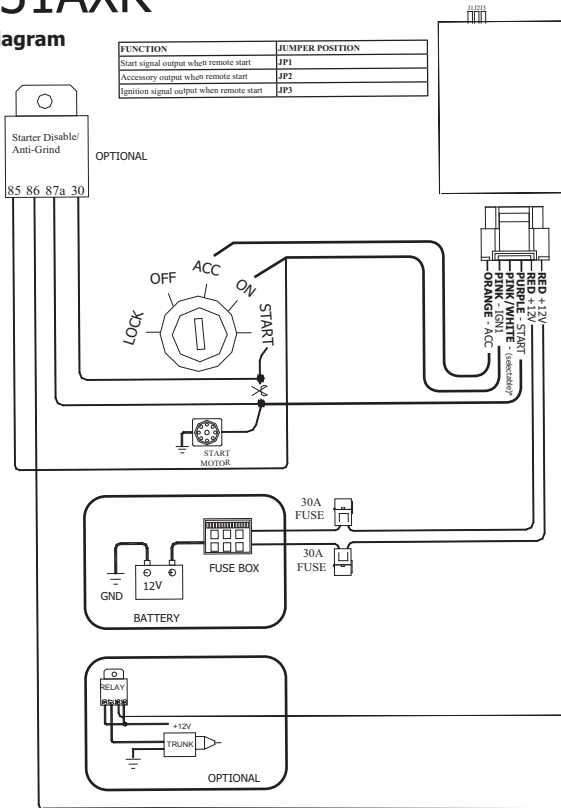 51AXR
iagram
FUNCTION JUMPER POSITION
Start signal output when remote start JP1
Accessory output when remote start JP2
Ignition signal output when remote start JP3
J1J2J3
Starter Disable/
Anti-Grind
OPTIONAL
85 86 87a 30
LOCK
OFF
ACC
ON
START
ORANGE - ACC
PINK - IGN1
PINK/WHITE - (selectable)*
PURPLE - START
RED +12V
RED +12V
START
MOTOR
30A
FUSE
30A
FUSE
FUSE BOX
GND
12V
BATTERY
RELAY
+12V
TRUNK
OPTIONAL